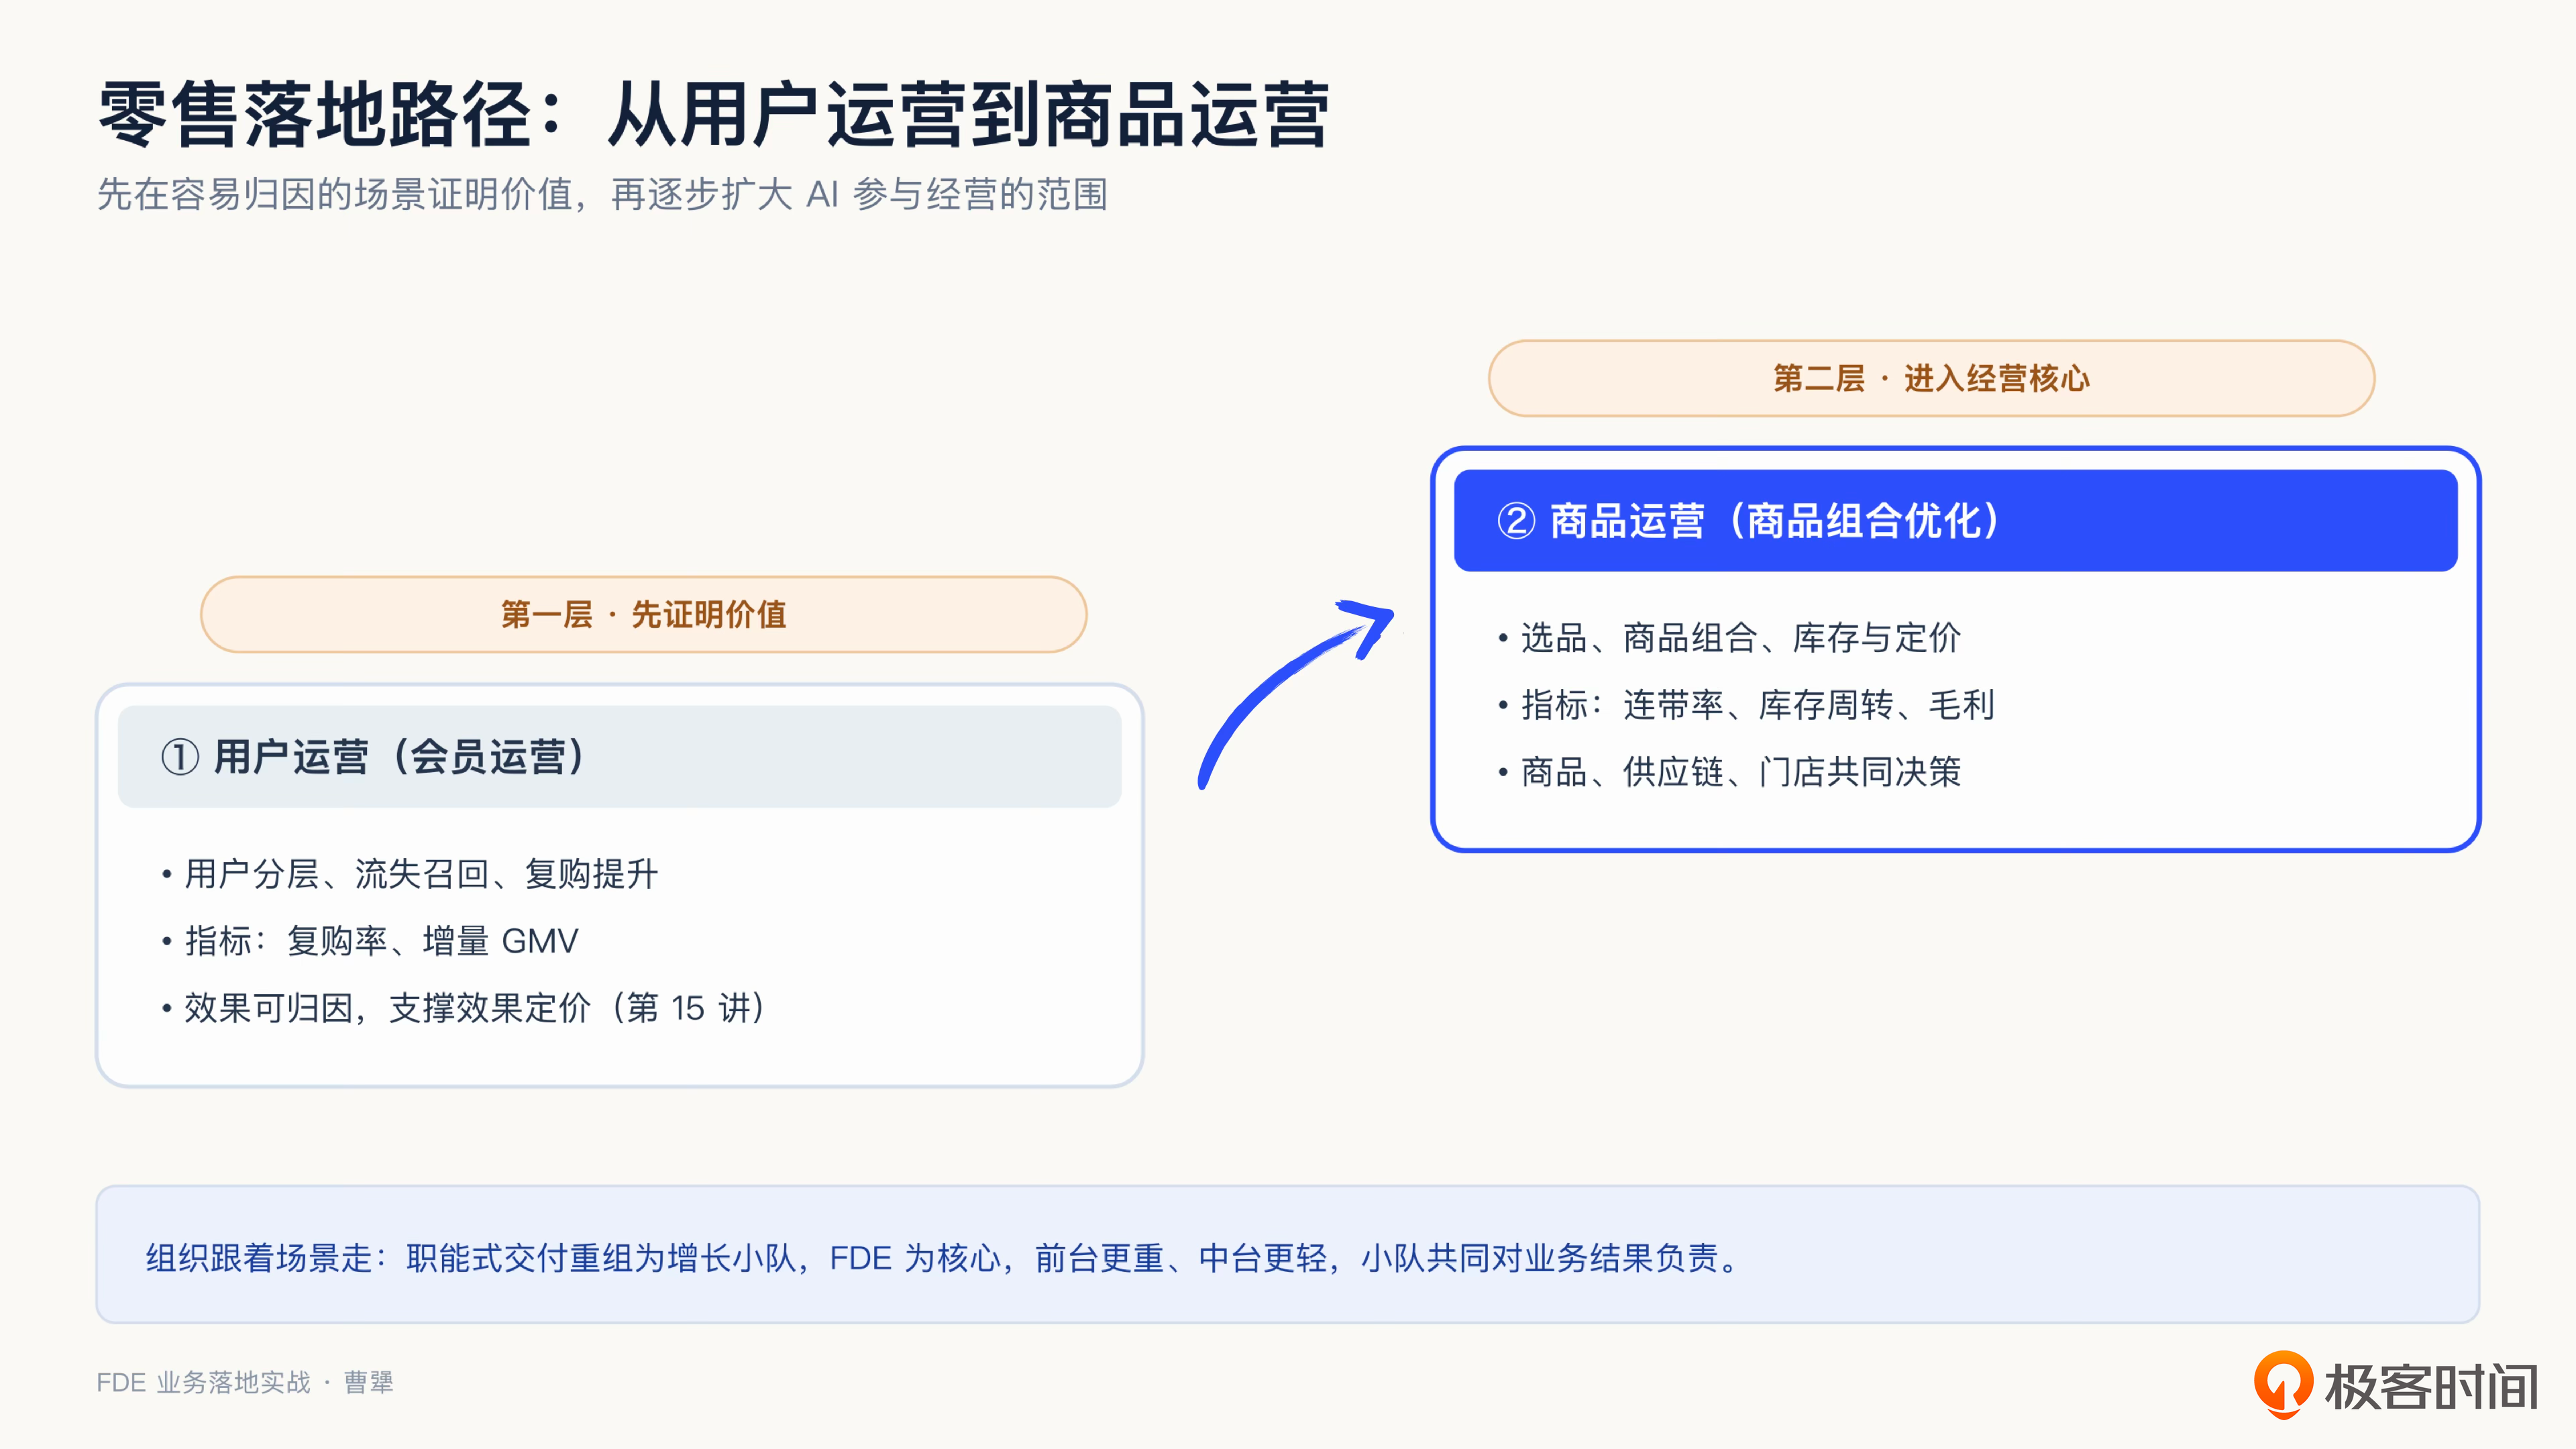 零售落地路径：从用户运营到商品运营
先在容易归因的场景证明价值，再逐步扩大 AI 参与经营的范围
第一层 · 先证明价值
① 用户运营（会员运营）
• 用户分层、流失召回、复购提升
• 指标：复购率、增量 GMV
• 效果可归因，支撑效果定价（第 15 讲）
第二层 · 进入经营核心
② 商品运营（商品组合优化）
• 选品、商品组合、库存与定价
• 指标：连带率、库存周转、毛利
• 商品、供应链、门店共同决策
组织跟着场景走：职能式交付重组为增长小队，FDE 为核心，前台更重、中台更轻，小队共同对业务结果负责。
FDE 业务落地实战 · 曹犟
极客时间